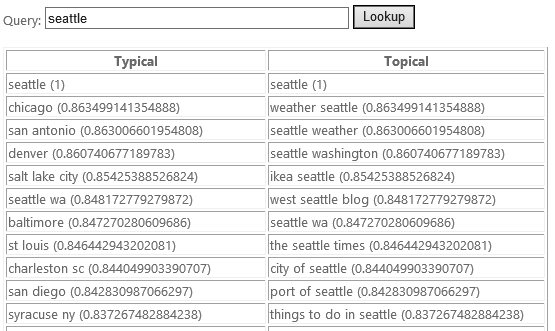 Query: seattle Lookup
Typical Topical
seattle (1) seattle (1)
chicago (0.863499141354888) weather seattle (0.863499141354888)
san antonio (0.863006601954808) seattle weather (0.863006601954808)
denver (0.860740677189783) seattle washington (0.860740677189783)
salt lake city (0.85425388526824) ikea seattle (0.85425388526824)
seattle wa (0.848172779279872) west seattle blog (0.848172779279872)
baltimore (0.847270280609686) seattle wa (0.847270280609686)
st louis (0.846442943202081) the seattle times (0.846442943202081)
charleston sc (0.844049903390707) city of seattle (0.844049903390707)
san diego (0.842830987066297) port of seattle (0.842830987066297)
syracuse ny (0.837267482884238) things to do in seattle (0.837267482884238)